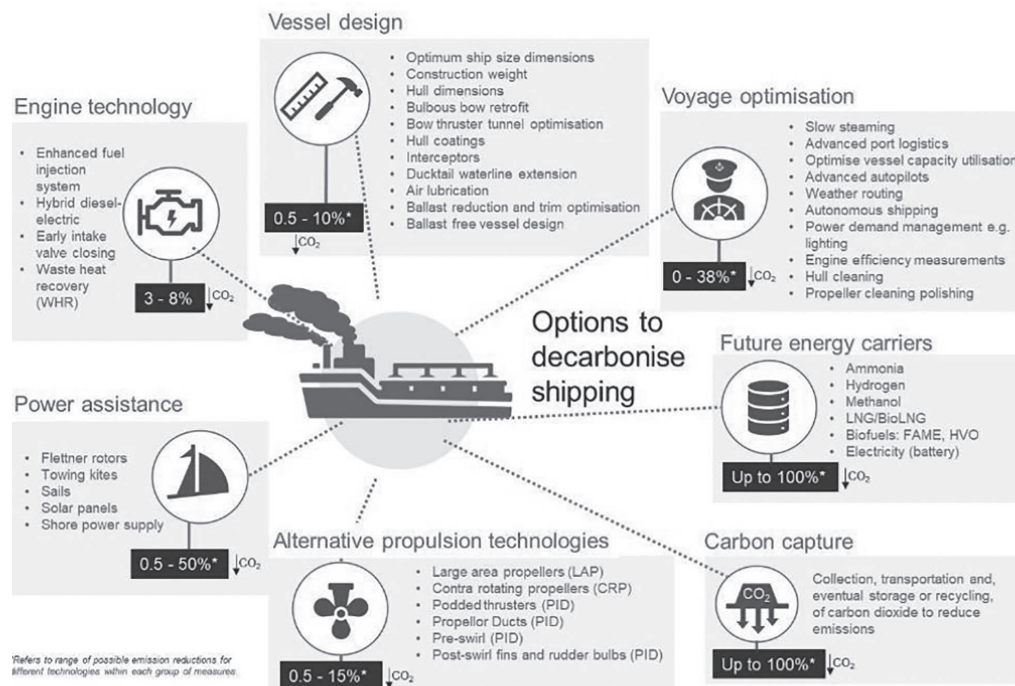 Vessel design
Optimum ship size dimensions
Construction weight
Hull dimensions
Bulbous bow retrofit
Bow thruster tunnel optimisation
Hull coatings
Interceptors
Ducktail waterline extension
Air lubrication
Ballast reduction and trim optimisation
Ballast free vessel design
0.5 - 10%*
CO₂
Engine technology
Enhanced fuel
injection
system
Hybrid diesel-
electric
Early intake
valve closing
Waste heat
recovery
(WHR)
3 - 8%
CO₂
Voyage optimisation
Slow steaming
Advanced port logistics
Optimise vessel capacity utilisation
Advanced autopilots
Weather routing
Autonomous shipping
Power demand management e.g.
lighting
Engine efficiency measurements
Hull cleaning
Propeller cleaning polishing
0 - 38%*
CO₂
Options to
decarbonise
shipping
Future energy carriers
Ammonia
Hydrogen
Methanol
LNG/BioLNG
Biofuels: FAME, HVO
Electricity (battery)
Up to 100%*
CO₂
Power assistance
Flettner rotors
Towing kites
Sails
Solar panels
Shore power supply
0.5 - 50%*
CO₂
Alternative propulsion technologies
Large area propellers (LAP)
Contra rotating propellers (CRP)
Podded thrusters (PID)
Propellor Ducts (PID)
Pre-swirl (PID)
Post-swirl fins and rudder bulbs (PID)
0.5 - 15%*
CO₂
Carbon capture
CO₂
Collection, transportation and,
eventual storage or recycling,
of carbon dioxide to reduce
emissions
Up to 100%*
CO₂
*Refers to range of possible emission reductions for
different technologies within each group of measures